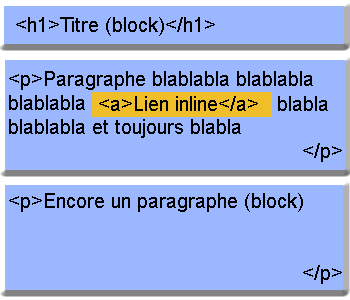 <h1>Titre (block)</h1>
<p>Paragraphe blablabla blablabla
blablabla <a>Lien inline</a> blabla
blablabla et toujours blabla
</p>
<p>Encore un paragraphe (block)
</p>